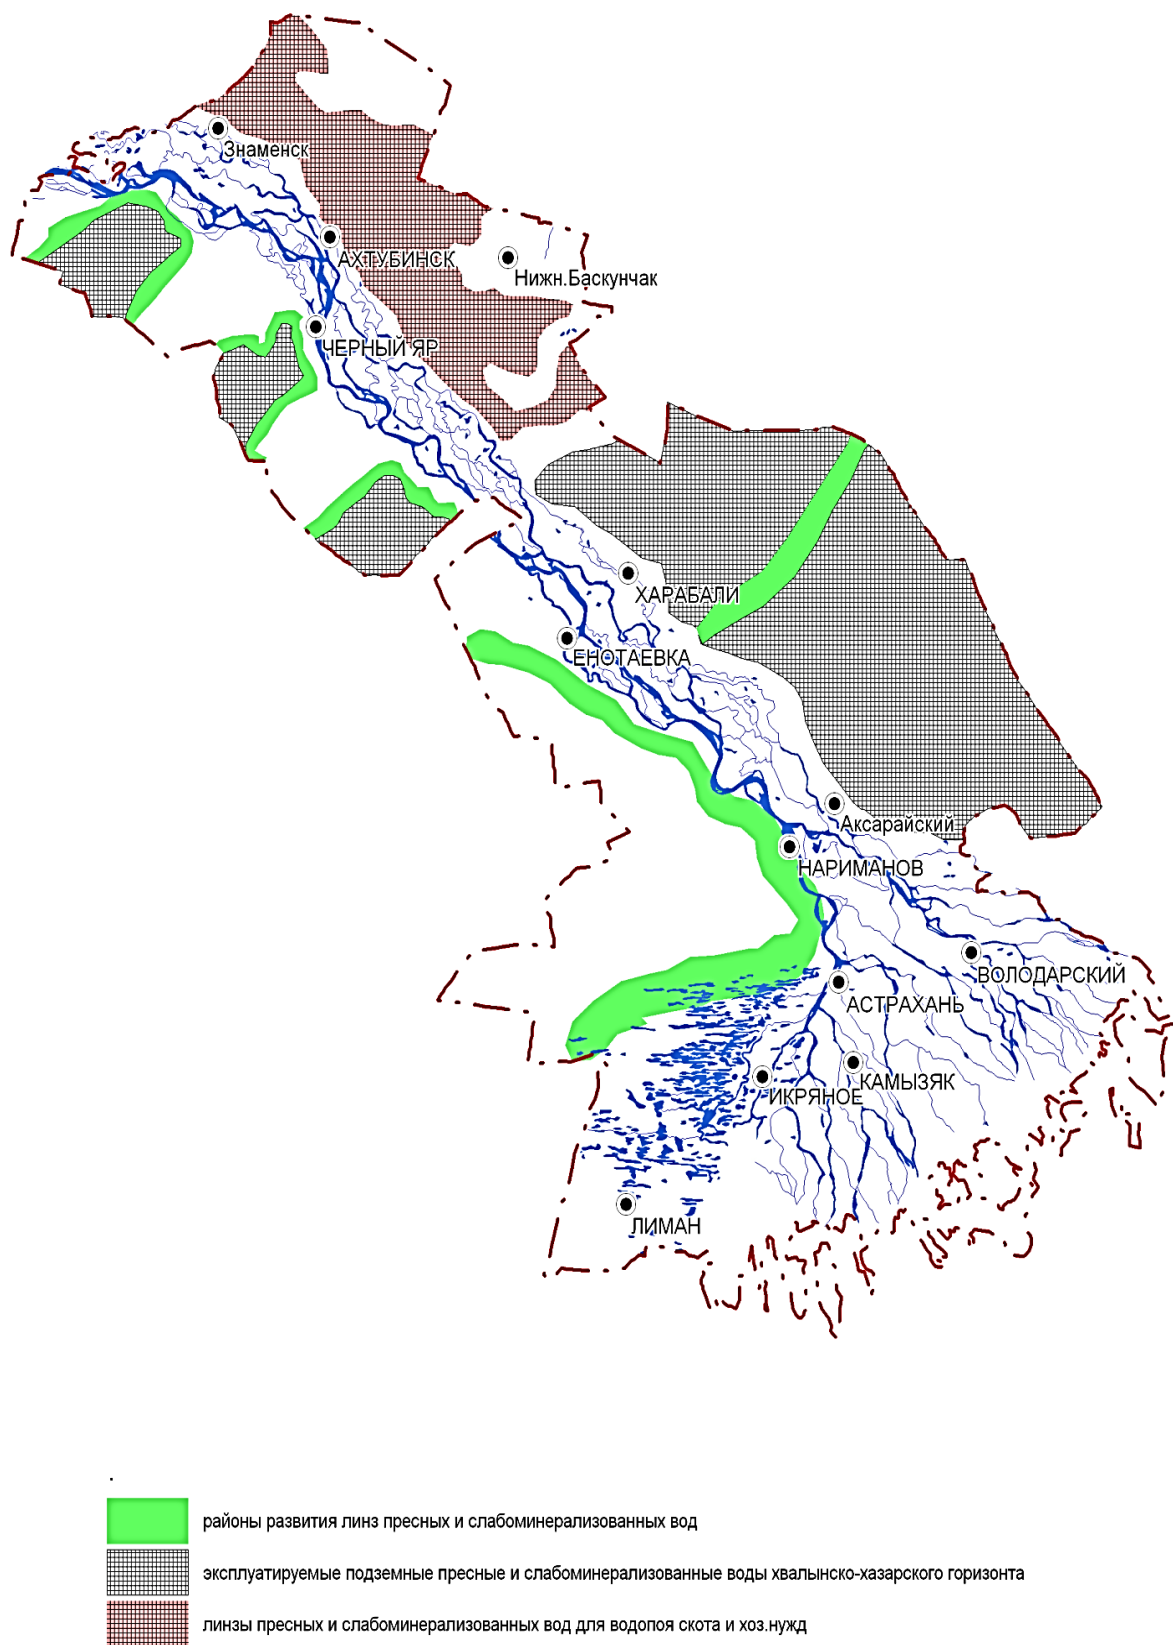 Знаменск
АХТУБИНСК
Нижн.Баскунчак
ЧЕРНЫЙ ЯР
ХАРАБАЛИ
ЕНОТАЕВКА
Аксарайский
НАРИМАНОВ
ВОЛОДАРСКИЙ
АСТРАХАНЬ
КАМЫЗЯК
ИКРЯНОЕ
ЛИМАН
районы развития линз пресных и слабоминерализованных вод
эксплуатируемые подземные пресные и слабоминерализованные воды хвалынско-хазарского горизонта
линзы пресных и слабоминерализованных вод для водопоя скота и хоз.нужд